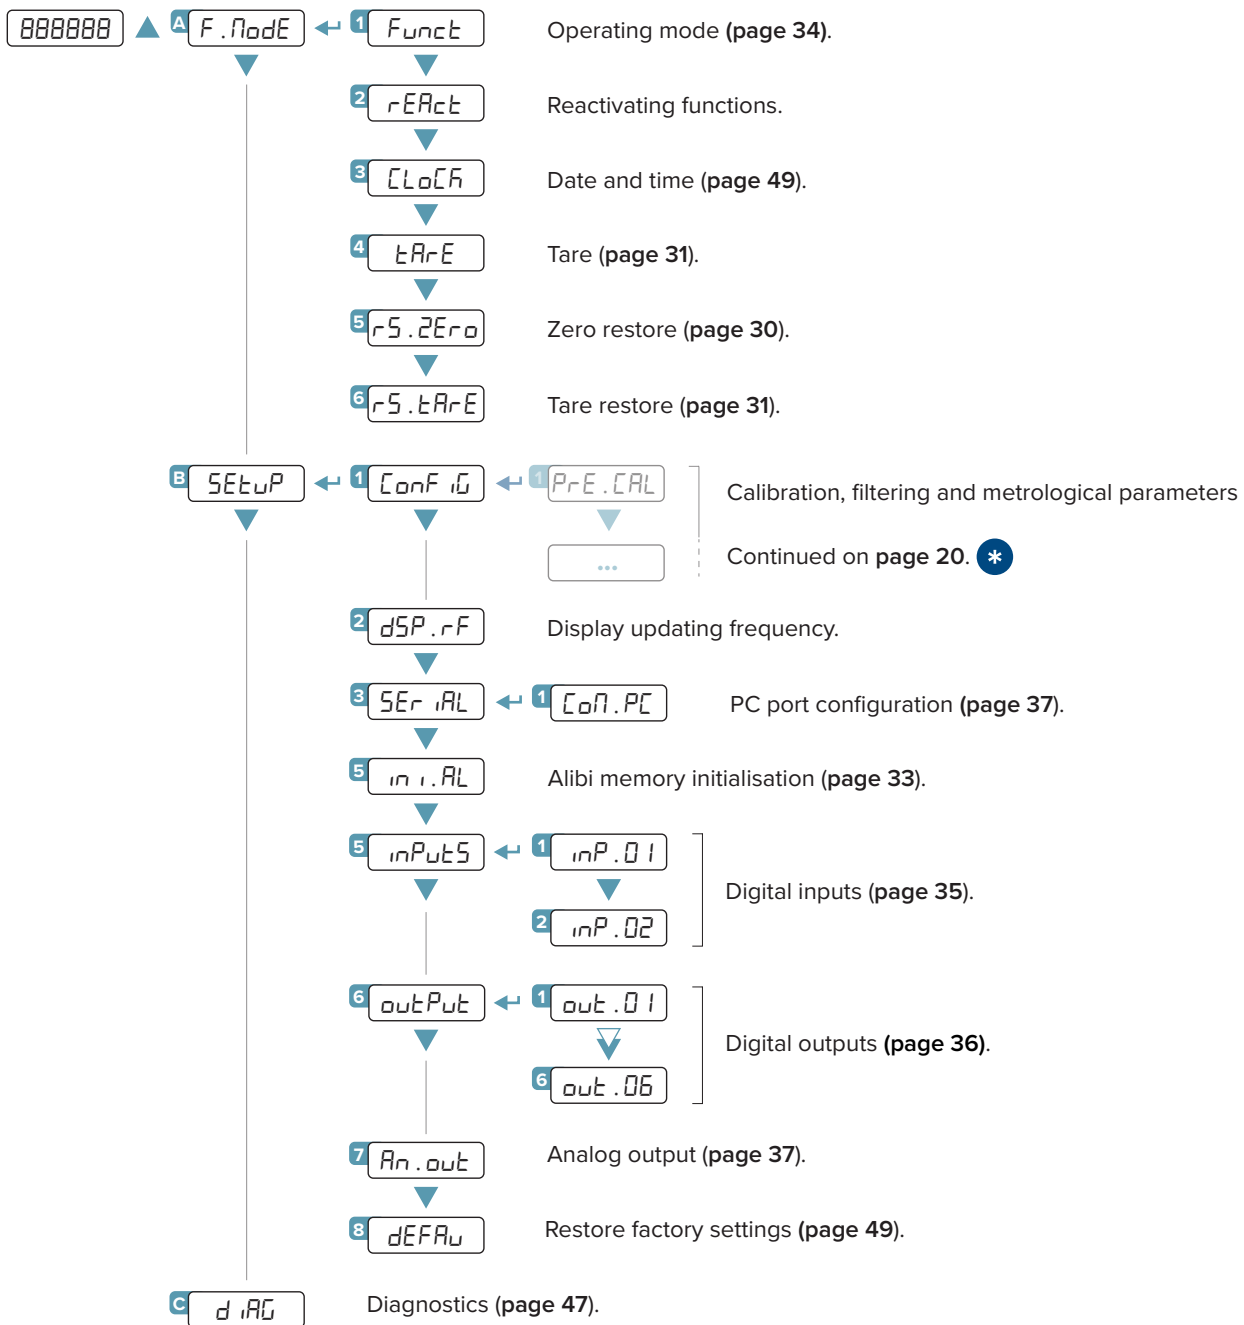 888888 A F.ModE 1 Funct Operating mode (page 34).
2 rEAct Reactivating functions.
3 CLoCK Date and time (page 49).
4 tArE Tare (page 31).
5 rS.ZEro Zero restore (page 30).
6 rS.tArE Tare restore (page 31).
B SEtuP 1 ConFiG 1 PrE.CAL Calibration, filtering and metrological parameters
... Continued on page 20. *
2 dSP.rF Display updating frequency.
3 SEriAL 1 CoM.PC PC port configuration (page 37).
5 ini.AL Alibi memory initialisation (page 33).
5 inPutS 1 inP.01
Digital inputs (page 35).
2 inP.02
6 outPut 1 out.01
Digital outputs (page 36).
6 out.06
7 An.out Analog output (page 37).
8 dEFAu Restore factory settings (page 49).
C diAG Diagnostics (page 47).